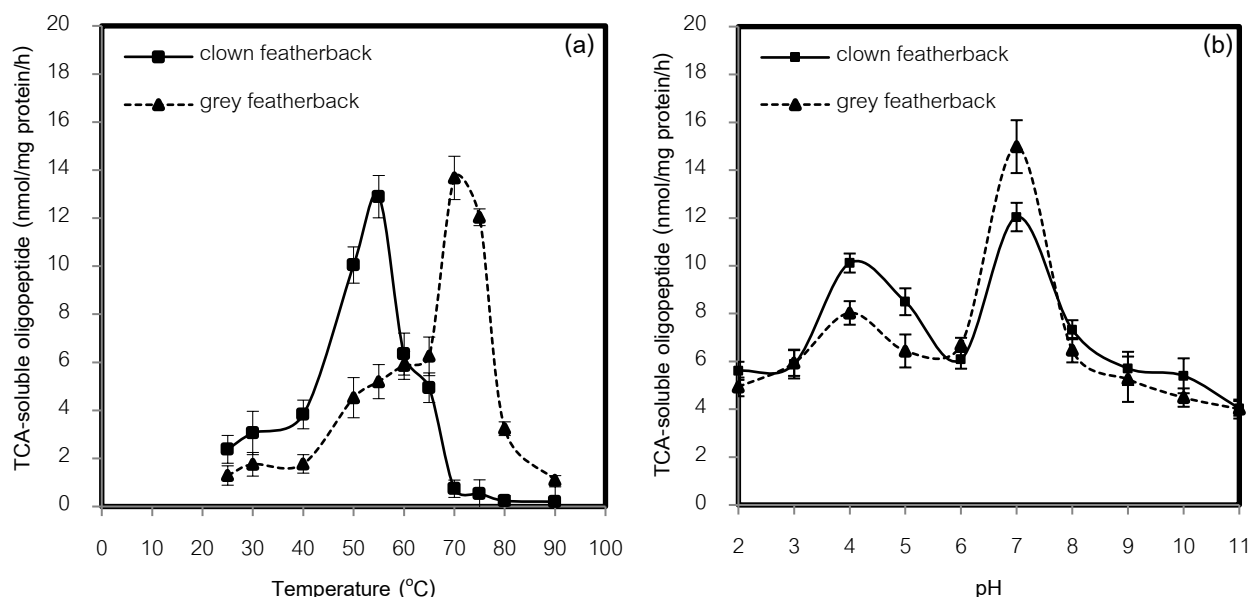 (a)
clown featherback
grey featherback
TCA-soluble oligopeptide (nmol/mg protein/h)
20
18
16
14
12
10
8
6
4
2
0
0 10 20 30 40 50 60 70 80 90 100
Temperature (°C)
(b)
clown featherback
grey featherback
TCA-soluble oligopeptide (nmol/mg protein/h)
20
18
16
14
12
10
8
6
4
2
0
2 3 4 5 6 7 8 9 10 11
pH